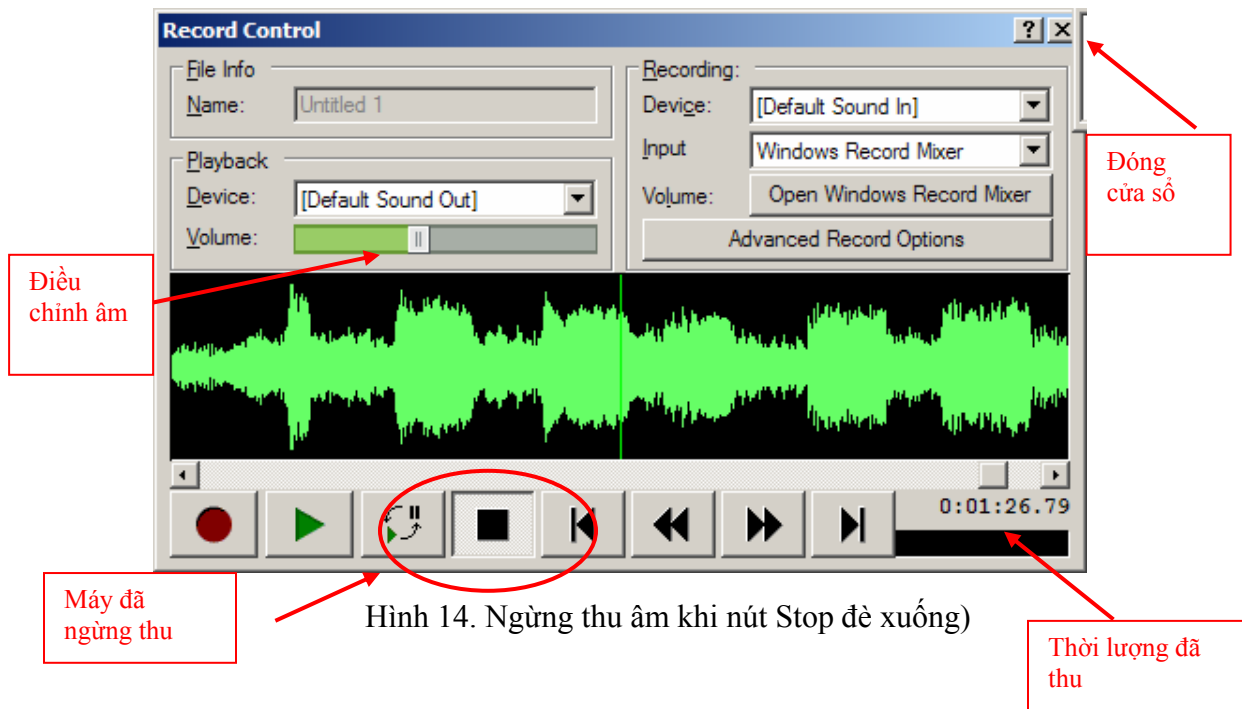 Record Control
File Info
Name: Untitled 1
Playback
Device: [Default Sound Out]
Volume:
Recording:
Device: [Default Sound In]
Input Windows Record Mixer
Volume: Open Windows Record Mixer
Advanced Record Options
Đóng
cửa sổ
Điều
chỉnh âm
0:01:26.79
Máy đã
ngừng thu
Hình 14. Ngừng thu âm khi nút Stop đè xuống)
Thời lượng đã
thu